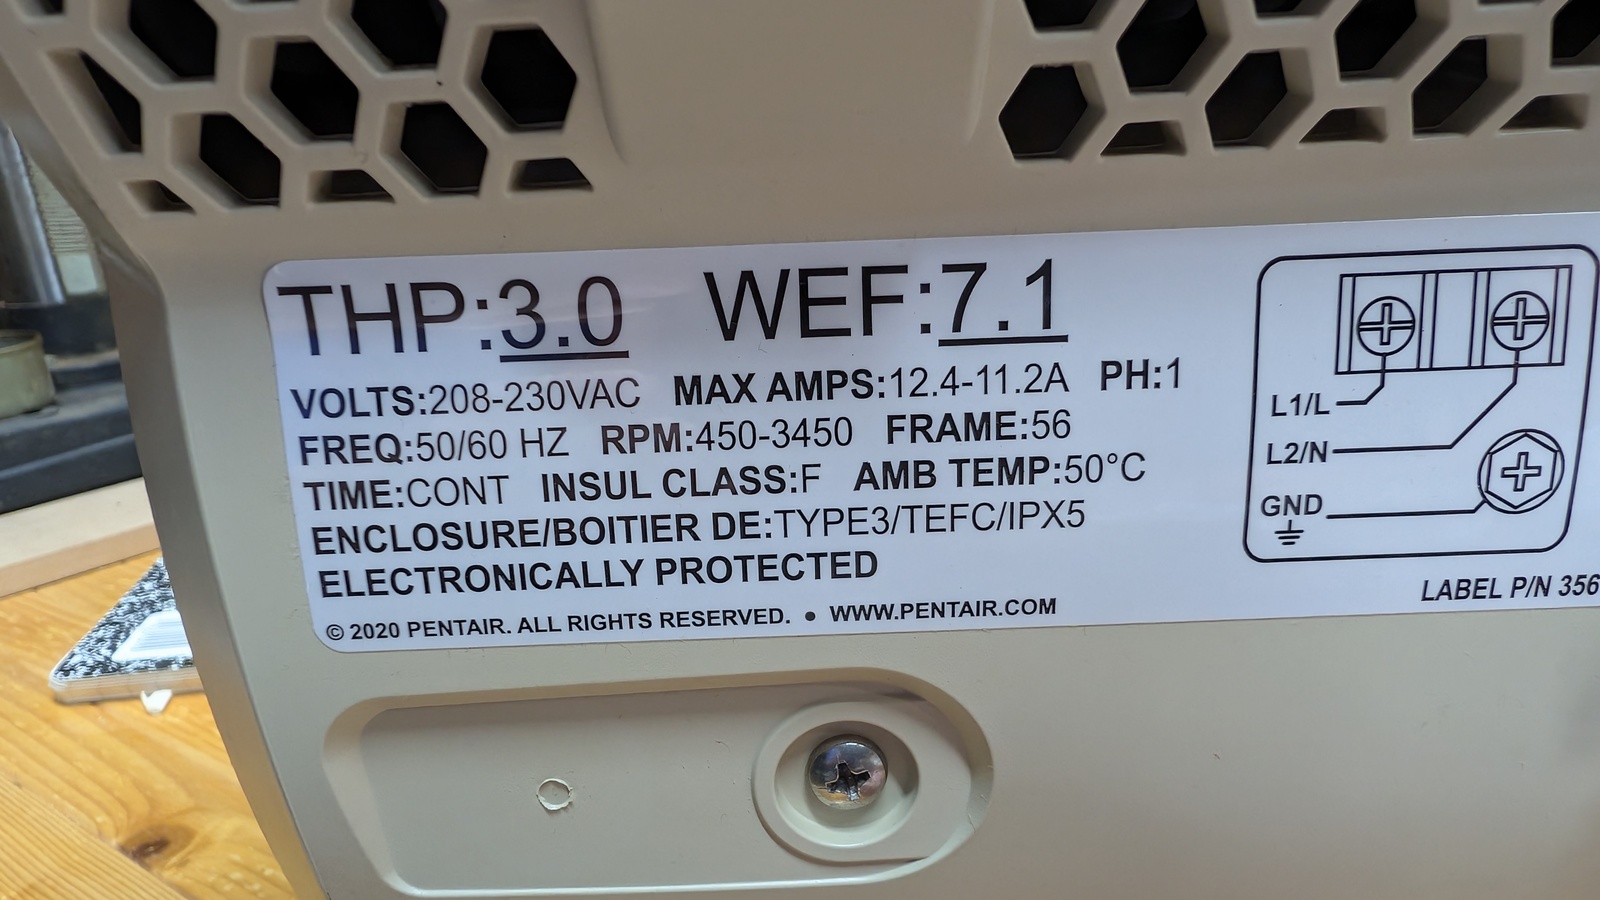 THP:3.0 WEF:7.1
VOLTS:208-230VAC MAX AMPS:12.4-11.2A PH:1
FREQ:50/60 HZ RPM:450-3450 FRAME:56
TIME:CONT INSUL CLASS:F AMB TEMP:50°C
ENCLOSURE/BOITIER DE:TYPE3/TEFC/IPX5
ELECTRONICALLY PROTECTED
© 2020 PENTAIR. ALL RIGHTS RESERVED. • WWW.PENTAIR.COM
L1/L
L2/N
GND
LABEL P/N 356